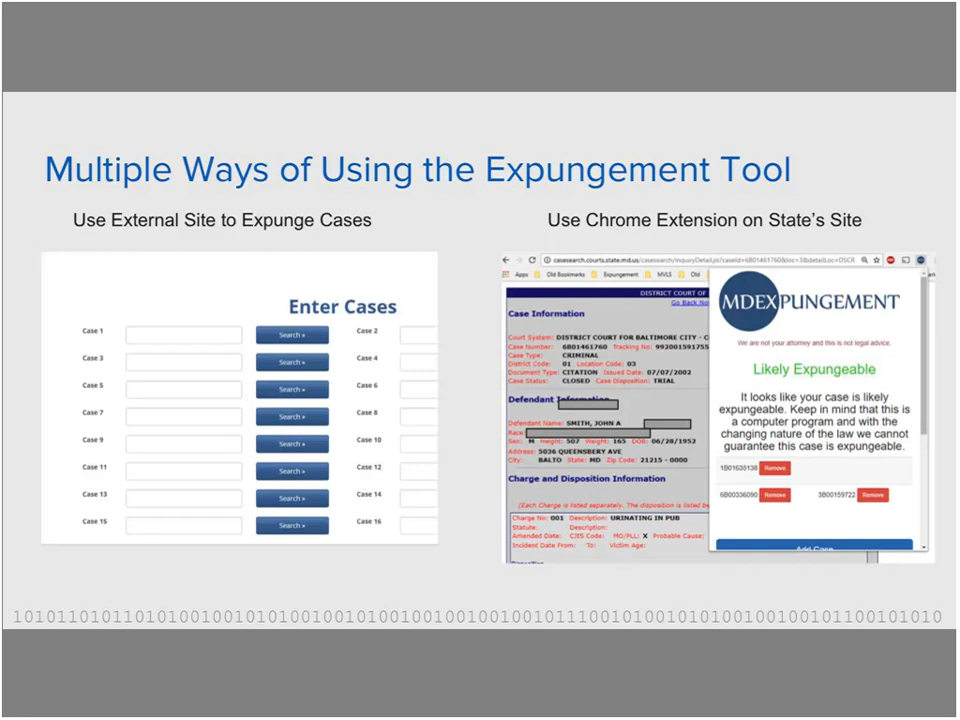 Multiple Ways of Using the Expungement Tool
Use External Site to Expunge Cases
Enter Cases
Case 1 Search » Case 2
Case 3 Search » Case 4
Case 5 Search » Case 6
Case 7 Search » Case 8
Case 9 Search » Case 10
Case 11 Search » Case 12
Case 13 Search » Case 14
Case 15 Search » Case 16
Use Chrome Extension on State's Site
casesearch.courts.state.md.us/casesearch/inquiryDetail.jis?caseId=6B01461760&loc=3&detailLoc=DSCR
Apps Old Bookmarks Expungement MVLS Old
DISTRICT COURT OF
Go Back No
Case Information
Court System: DISTRICT COURT FOR BALTIMORE CITY - C
Case Number: 6B01461760 Tracking No: 992001591755
Case Type: CRIMINAL
District Code: 01 Location Code: 03
Document Type: CITATION Issued Date: 07/07/2002
Case Status: CLOSED Case Disposition: TRIAL
Defendant Information
Defendant Name: SMITH, JOHN A
Race:
Sex: M Height: 507 Weight: 165 DOB: 06/28/1952
Address: 5036 QUEENSBERY AVE
City: BALTO State: MD Zip Code: 21215 - 0000
Charge and Disposition Information
(Each Charge is listed separately. The disposition is listed be
Charge No: 001 Description: URINATING IN PUB
Statute: Description:
Amended Date: CJIS Code: MO/PLL: X Probable Cause:
Incident Date From: To: Victim Age:
MDEXPUNGEMENT
We are not your attorney and this is not legal advice.
Likely Expungeable
It looks like your case is likely
expungeable. Keep in mind that this is
a computer program and with the
changing nature of the law we cannot
guarantee this case is expungeable.
1B01633138 Remove
6B00336090 Remove 3B00159722 Remove
Add Case